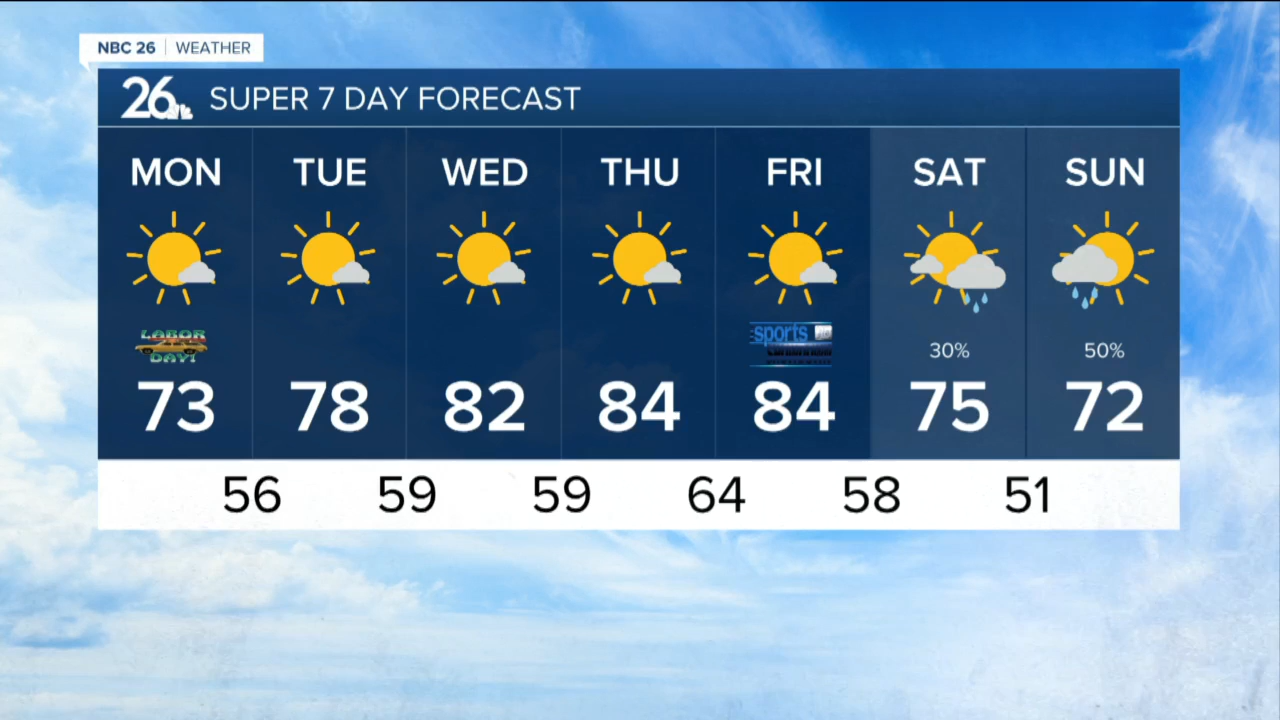 NBC 26 | WEATHER
26 SUPER 7 DAY FORECAST
MON TUE WED THU FRI SAT SUN
LABOR
DAY!
sports
30% 50%
73 78 82 84 84 75 72
56 59 59 64 58 51